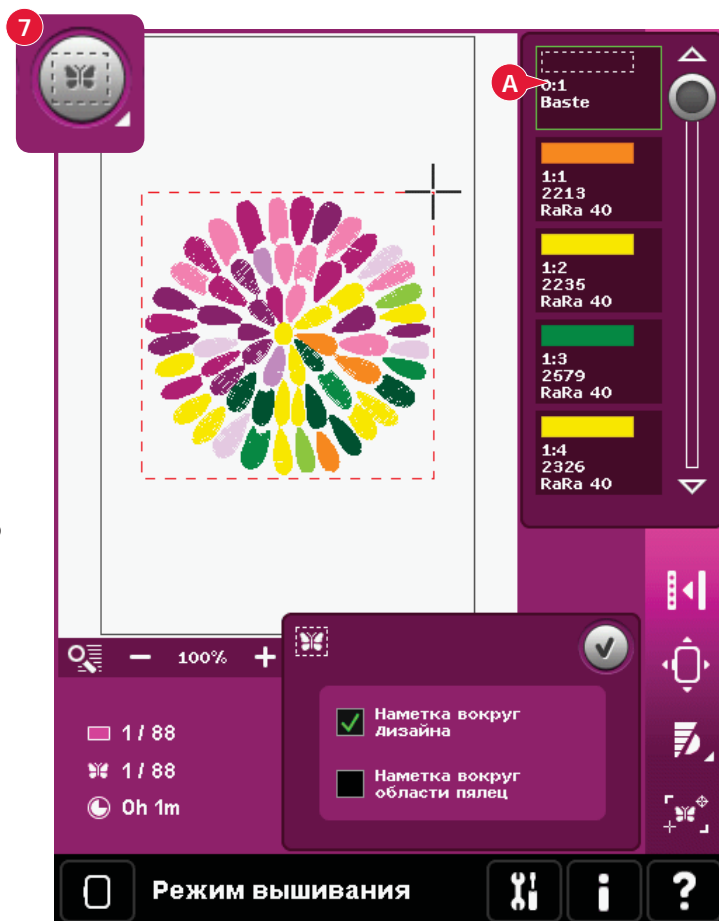 7
A
0:1
Baste
1:1
2213
RaRa 40
1:2
2235
RaRa 40
1:3
2579
RaRa 40
1:4
2326
RaRa 40
100%
Наметка вокруг
дизайна
Наметка вокруг
области пялец
1 / 88
1 / 88
0h 1m
Режим вышивания
i
?